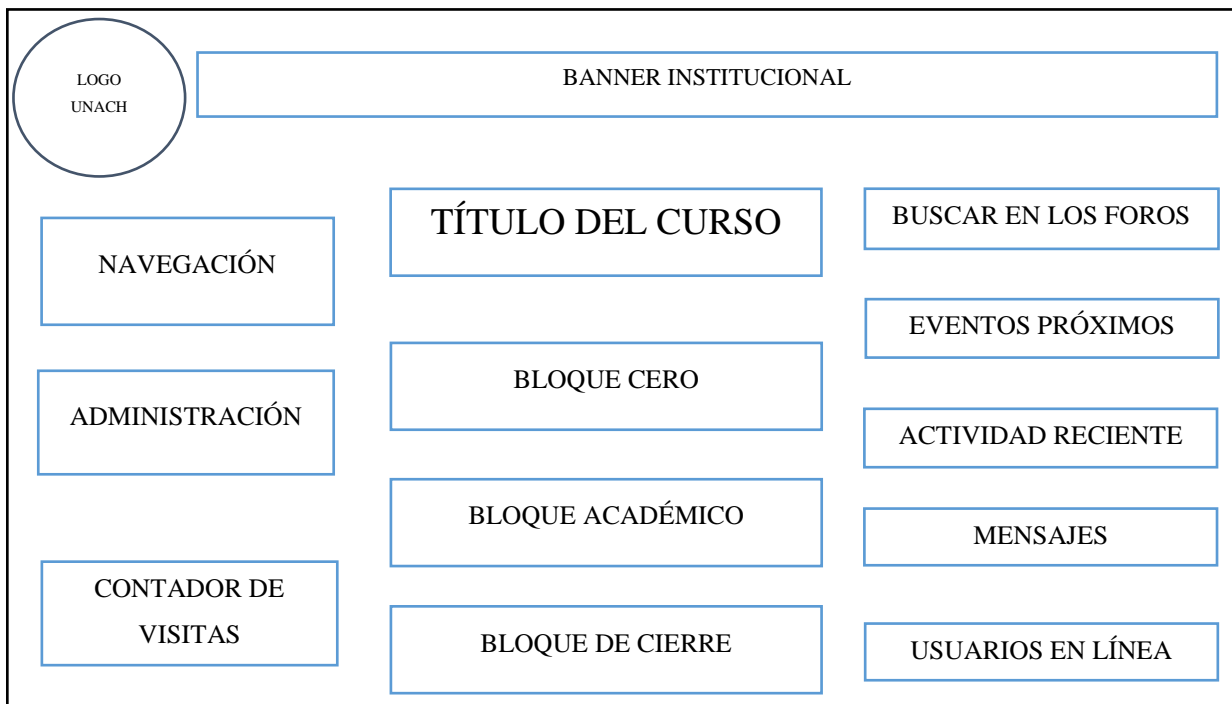 LOGO
UNACH
BANNER INSTITUCIONAL
NAVEGACIÓN
ADMINISTRACIÓN
CONTADOR DE
VISITAS
TÍTULO DEL CURSO
BLOQUE CERO
BLOQUE ACADÉMICO
BLOQUE DE CIERRE
BUSCAR EN LOS FOROS
EVENTOS PRÓXIMOS
ACTIVIDAD RECIENTE
MENSAJES
USUARIOS EN LÍNEA